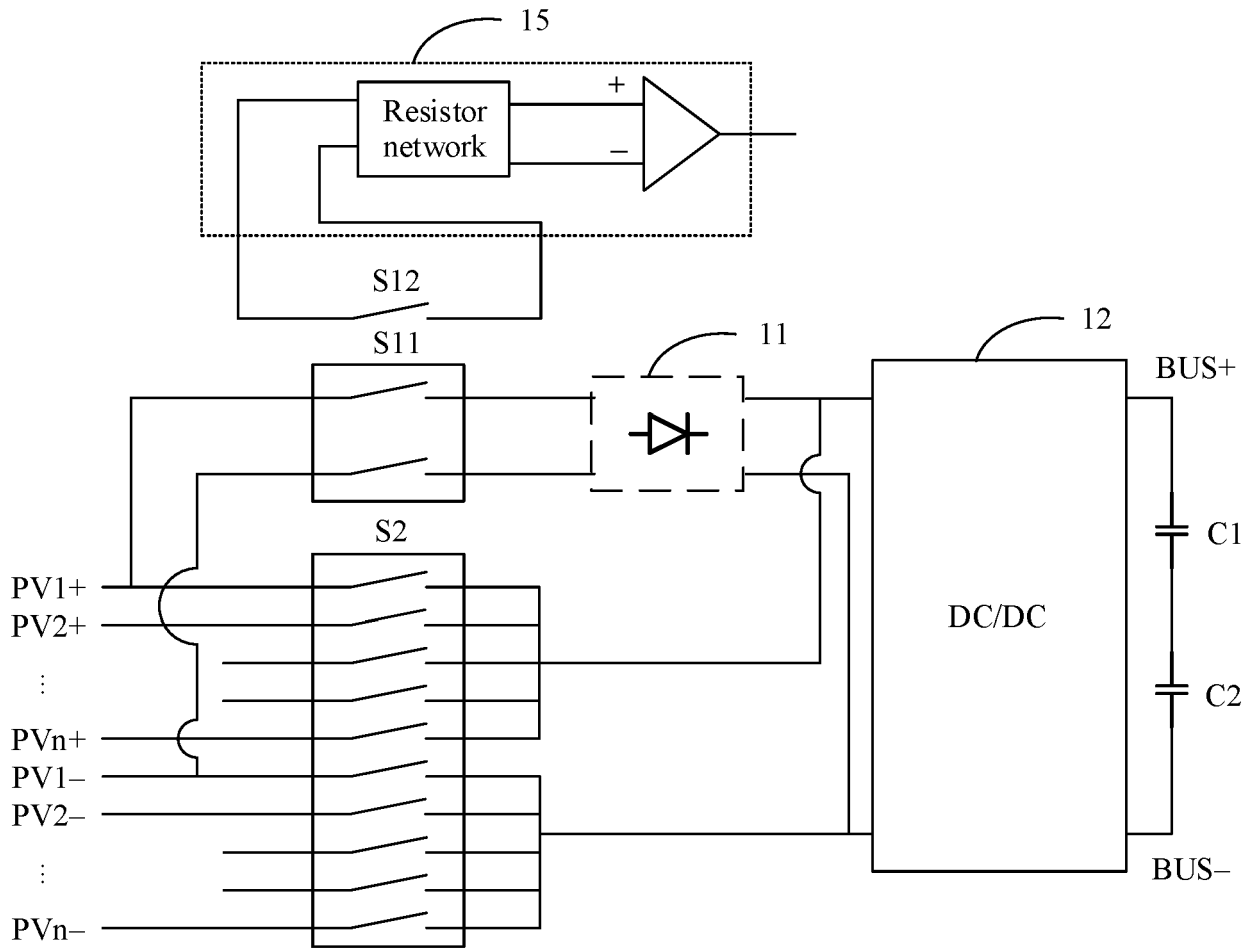 15
+
Resistor
network
–
S12
S11
11
12
BUS+
S2
C1
PV1+
PV2+
DC/DC
⋮
C2
PVn+
PV1–
PV2–
⋮
BUS–
PVn–